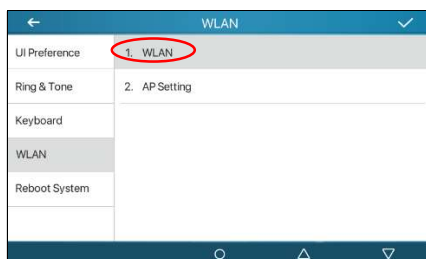 WLAN
UI Preference
1. WLAN
Ring & Tone
2. AP Setting
Keyboard
WLAN
Reboot System